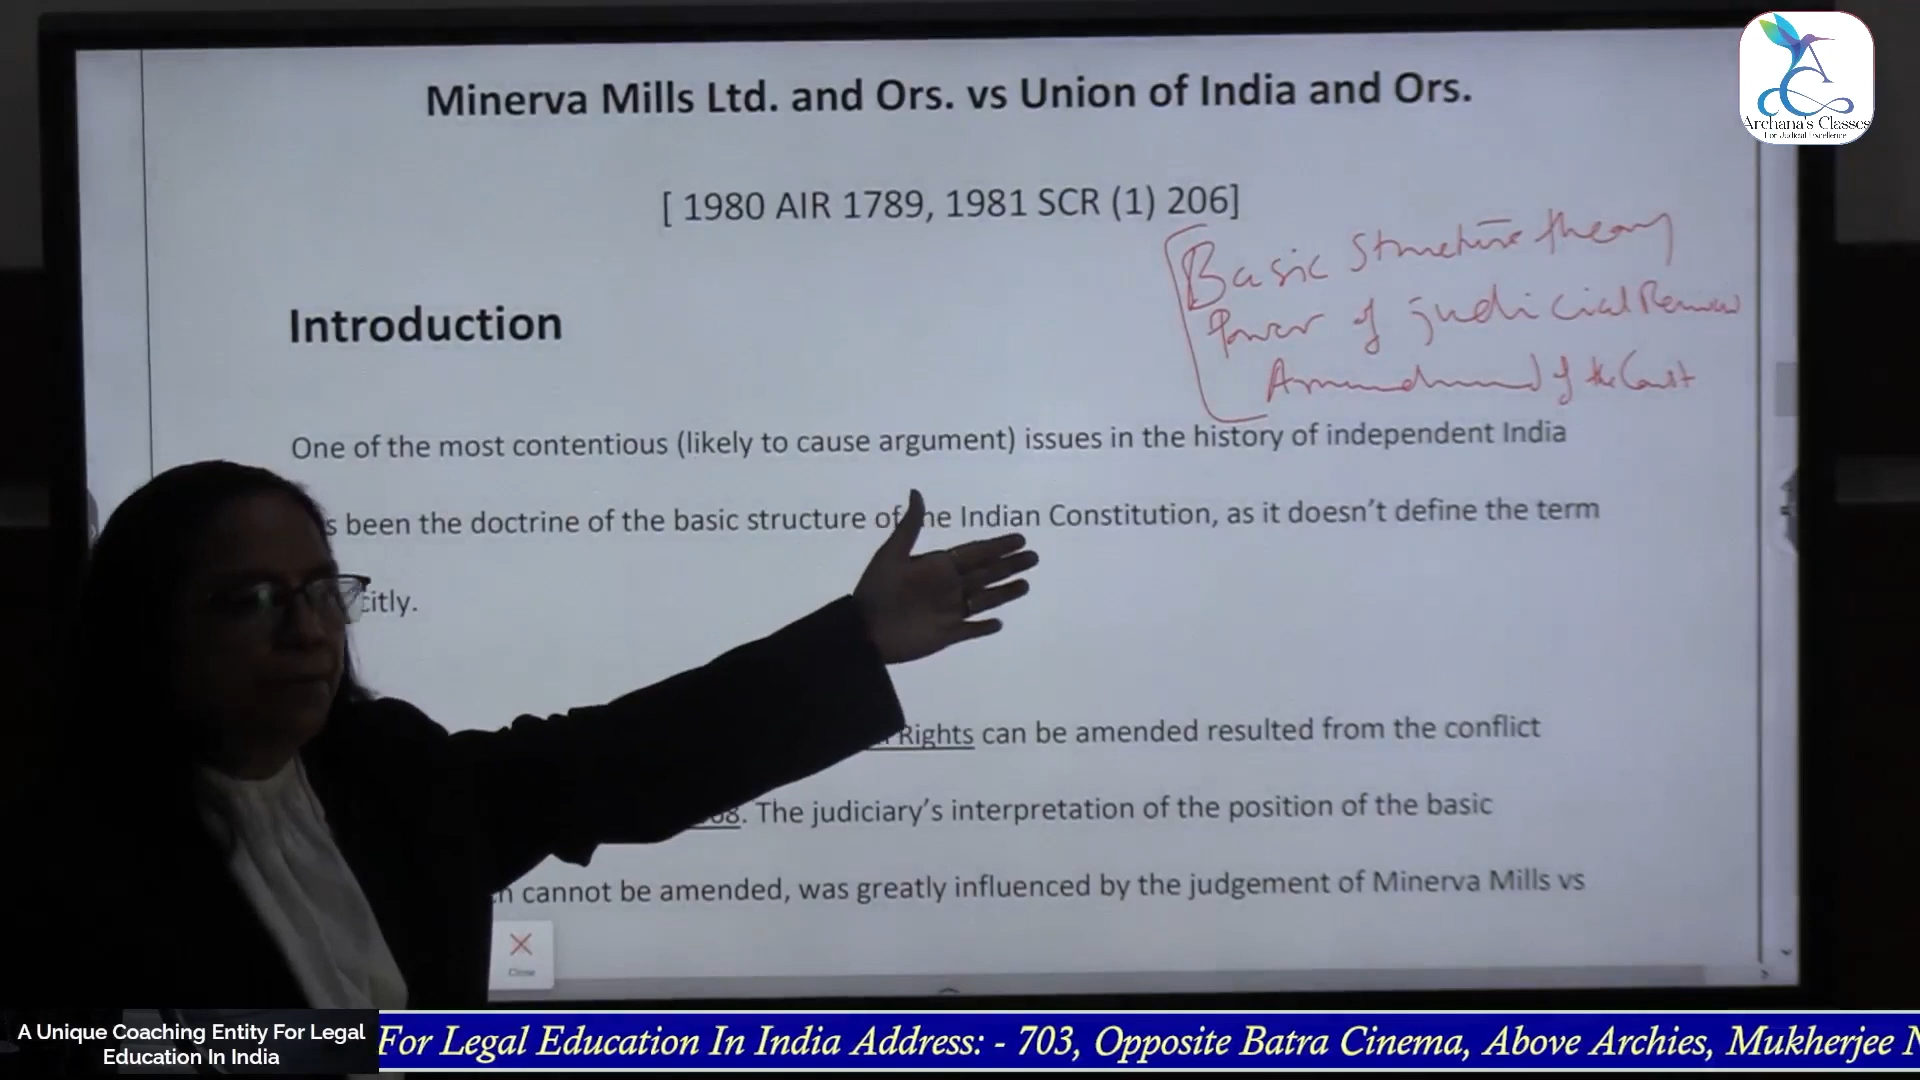 Minerva Mills Ltd. and Ors. vs Union of India and Ors.
[ 1980 AIR 1789, 1981 SCR (1) 206]
Basic Structure theory
Power of judicial Review
Amendment of the Const
Introduction
One of the most contentious (likely to cause argument) issues in the history of independent India
s been the doctrine of the basic structure of he Indian Constitution, as it doesn't define the term
citly.
Rights can be amended resulted from the conflict
. The judiciary's interpretation of the position of the basic
cannot be amended, was greatly influenced by the judgement of Minerva Mills vs
Close
Archana's Classes
For Judicial Excellence
A Unique Coaching Entity For Legal
Education In India
For Legal Education In India Address: - 703, Opposite Batra Cinema, Above Archies, Mukherjee N